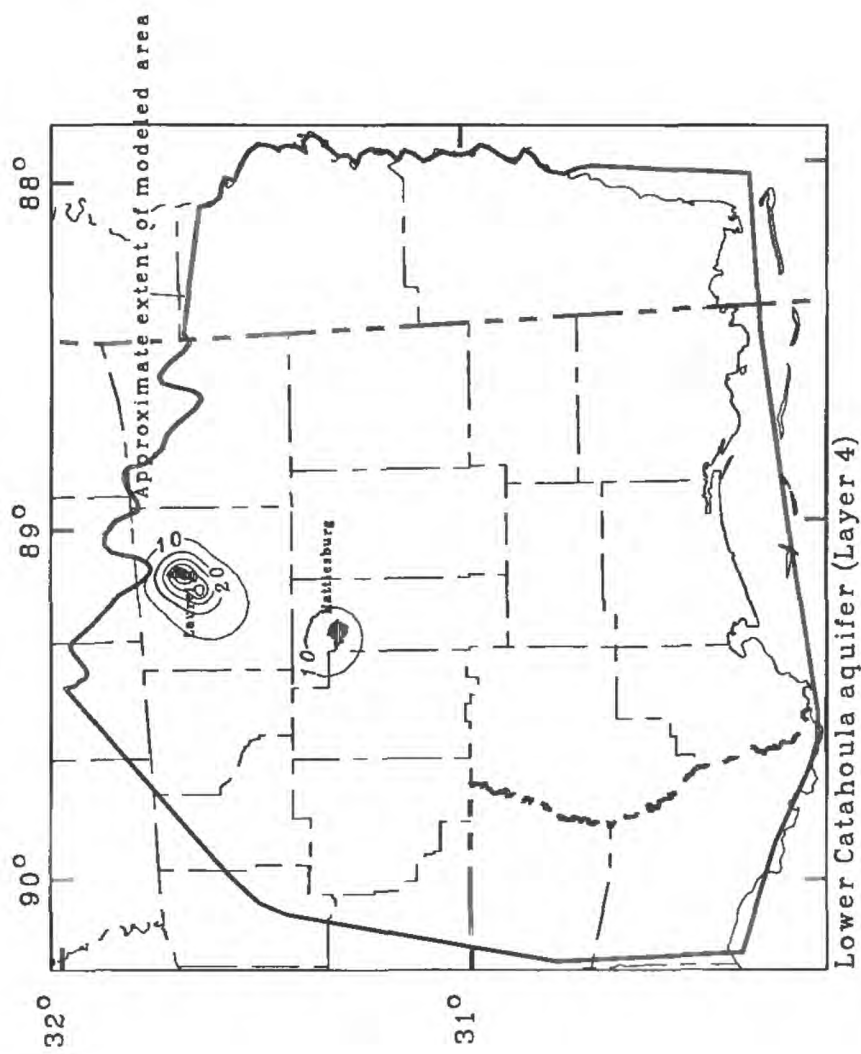 32°
31°
88°
89°
90°
Approximate extent of modeled area
10
20
Laurel
10
Hattiesburg
Lower Catahoula aquifer (Layer 4)